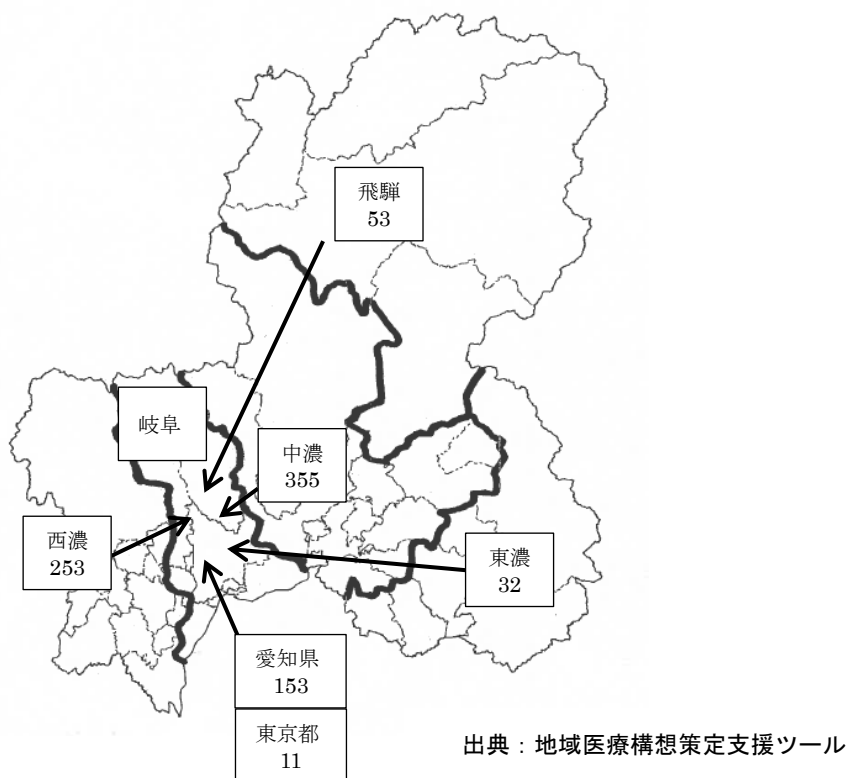 飛騨
53
岐阜
中濃
355
西濃
253
東濃
32
愛知県
153
東京都
11
出典：地域医療構想策定支援ツール